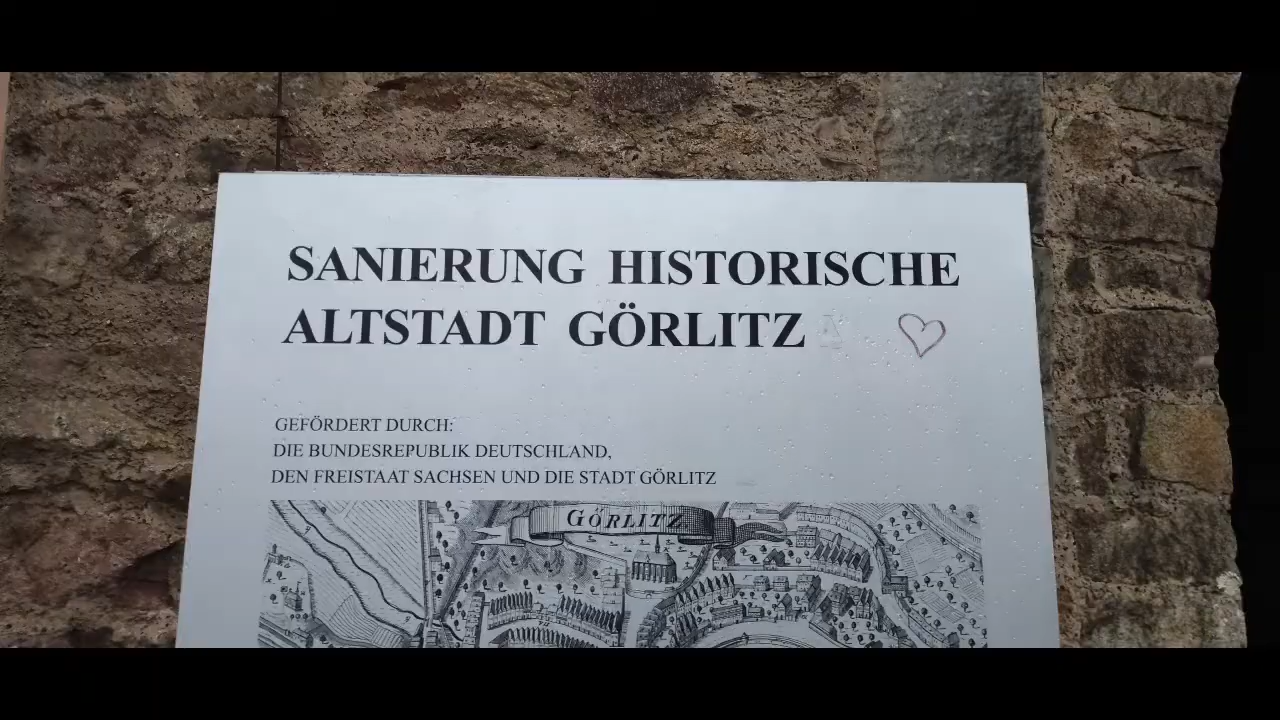 SANIERUNG HISTORISCHE
ALTSTADT GÖRLITZ
GEFÖRDERT DURCH:
DIE BUNDESREPUBLIK DEUTSCHLAND,
DEN FREISTAAT SACHSEN UND DIE STADT GÖRLITZ
GÖRLITZ